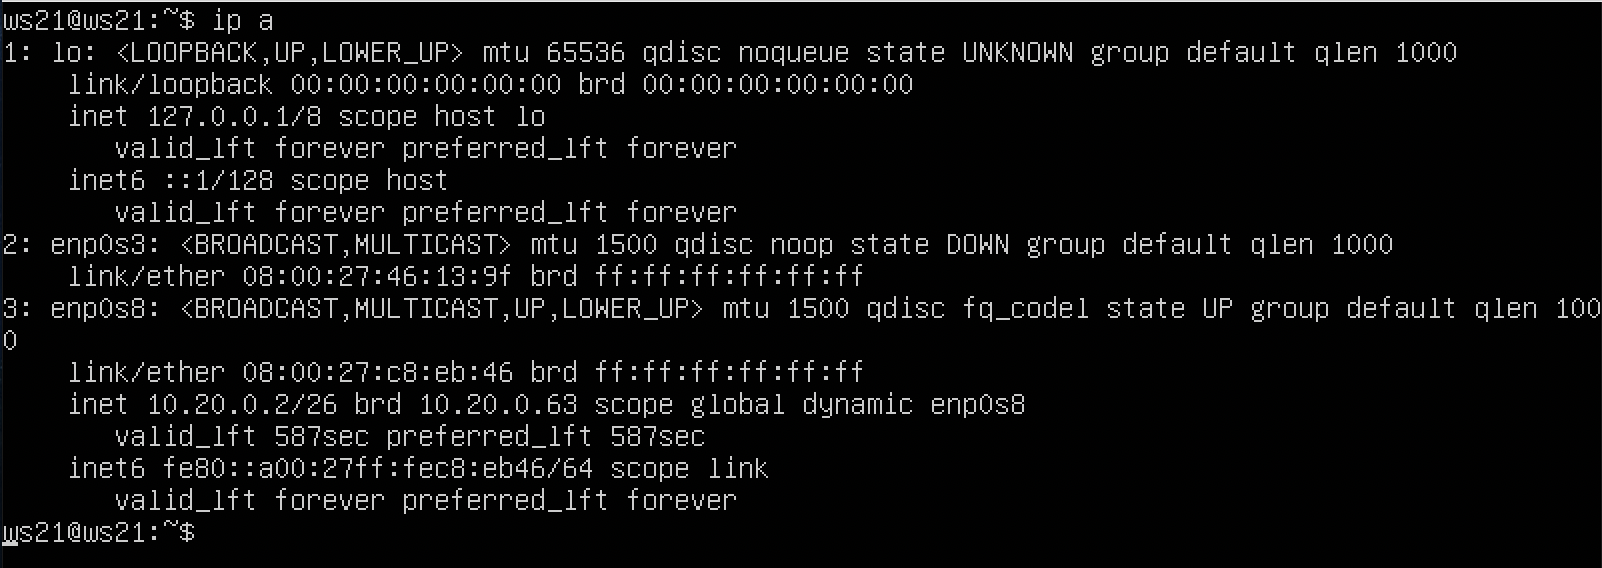 ws21@ws21:~$ ip a
1: lo: <LOOPBACK,UP,LOWER_UP> mtu 65536 qdisc noqueue state UNKNOWN group default qlen 1000
    link/loopback 00:00:00:00:00:00 brd 00:00:00:00:00:00
    inet 127.0.0.1/8 scope host lo
       valid_lft forever preferred_lft forever
    inet6 ::1/128 scope host
       valid_lft forever preferred_lft forever
2: enp0s3: <BROADCAST,MULTICAST> mtu 1500 qdisc noop state DOWN group default qlen 1000
    link/ether 08:00:27:46:13:9f brd ff:ff:ff:ff:ff:ff
3: enp0s8: <BROADCAST,MULTICAST,UP,LOWER_UP> mtu 1500 qdisc fq_codel state UP group default qlen 100
0
    link/ether 08:00:27:c8:eb:46 brd ff:ff:ff:ff:ff:ff
    inet 10.20.0.2/26 brd 10.20.0.63 scope global dynamic enp0s8
       valid_lft 587sec preferred_lft 587sec
    inet6 fe80::a00:27ff:fec8:eb46/64 scope link
       valid_lft forever preferred_lft forever
ws21@ws21:~$